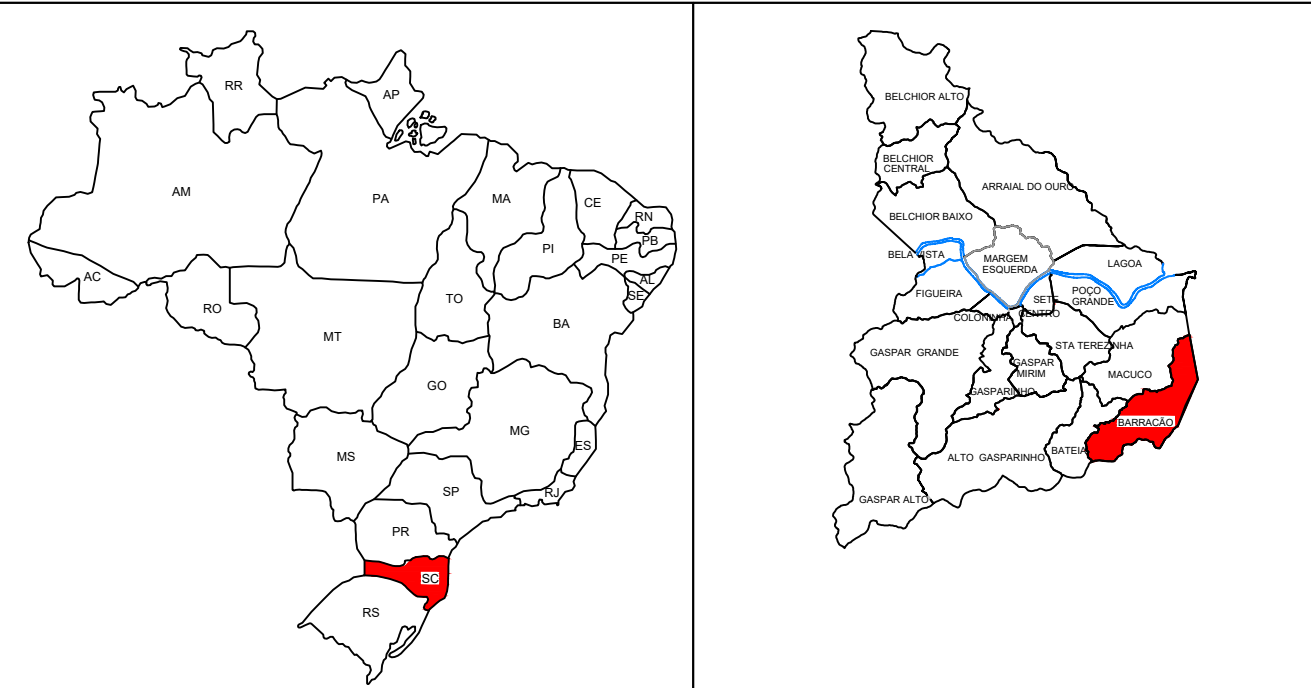 RR
AP
AM
PA
MA
CE
RN
PB
PI
PE
AL
SE
AC
RO
TO
BA
MT
GO
MG
ES
MS
SP
RJ
PR
SC
RS
BELCHIOR ALTO
BELCHIOR
CENTRAL
ARRAIAL DO OURO
BELCHIOR BAIXO
BELA VISTA
MARGEM
ESQUERDA
LAGOA
FIGUEIRA
POÇO
GRANDE
SETE
CENTRO
COLONINHA
STA TEREZINHA
GASPAR GRANDE
GASPAR
MIRIM
MACUCO
GASPARINHO
BARRACÃO
BATEIA
ALTO GASPARINHO
GASPAR ALTO